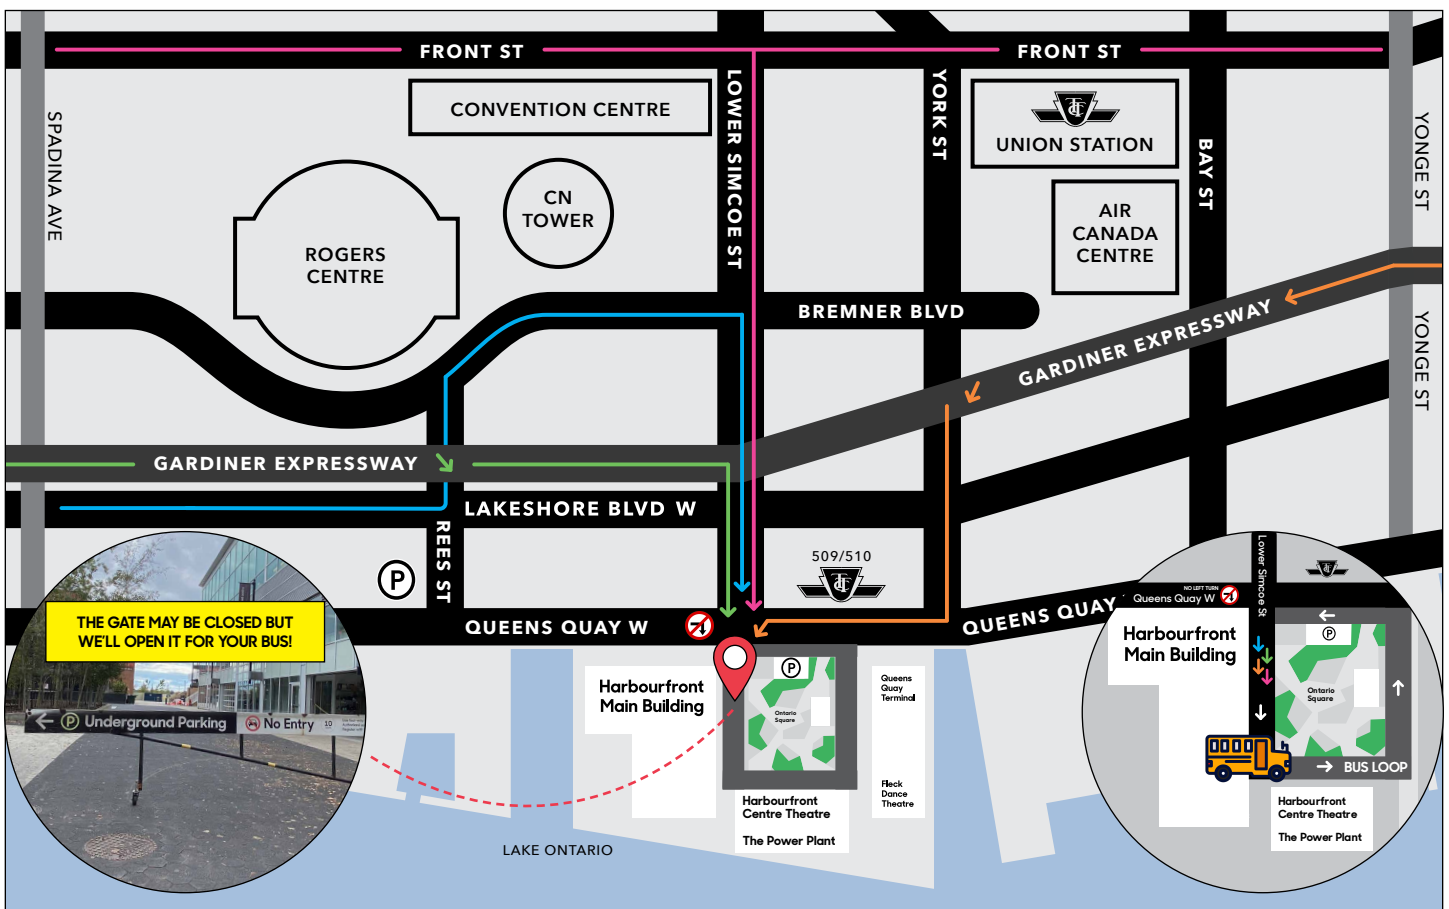 FRONT ST
FRONT ST
CONVENTION CENTRE
SPADINA AVE
LOWER SIMCOE ST
YORK ST
TTC
UNION STATION
BAY ST
YONGE ST
CN
TOWER
AIR
CANADA
CENTRE
ROGERS
CENTRE
BREMNER BLVD
GARDINER EXPRESSWAY
YONGE ST
GARDINER EXPRESSWAY
LAKESHORE BLVD W
REES ST
P
509/510
TTC
QUEENS QUAY W
QUEENS QUAY
THE GATE MAY BE CLOSED BUT
WE'LL OPEN IT FOR YOUR BUS!
P Underground Parking
No Entry
10
Harbourfront
Main Building
P
Ontario
Square
Queens
Quay
Terminal
Fleck
Dance
Theatre
Harbourfront
Centre Theatre
The Power Plant
LAKE ONTARIO
Lower Simcoe St
TTC
NO LEFT TURN
Queens Quay W
Harbourfront
Main Building
P
Ontario
Square
BUS LOOP
Harbourfront
Centre Theatre
The Power Plant